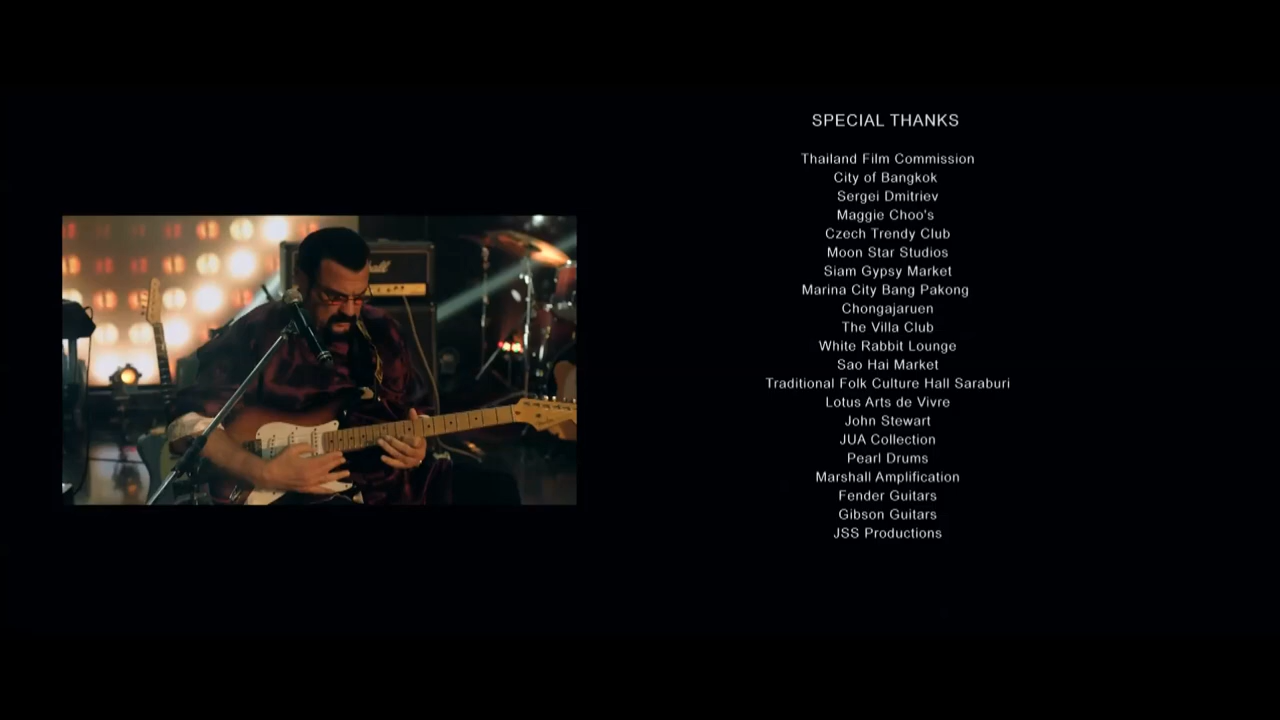 SPECIAL THANKS
Thailand Film Commission
City of Bangkok
Sergei Dmitriev
Maggie Choo's
Czech Trendy Club
Moon Star Studios
Siam Gypsy Market
Marina City Bang Pakong
Chongajaruen
The Villa Club
White Rabbit Lounge
Sao Hai Market
Traditional Folk Culture Hall Saraburi
Lotus Arts de Vivre
John Stewart
JUA Collection
Pearl Drums
Marshall Amplification
Fender Guitars
Gibson Guitars
JSS Productions